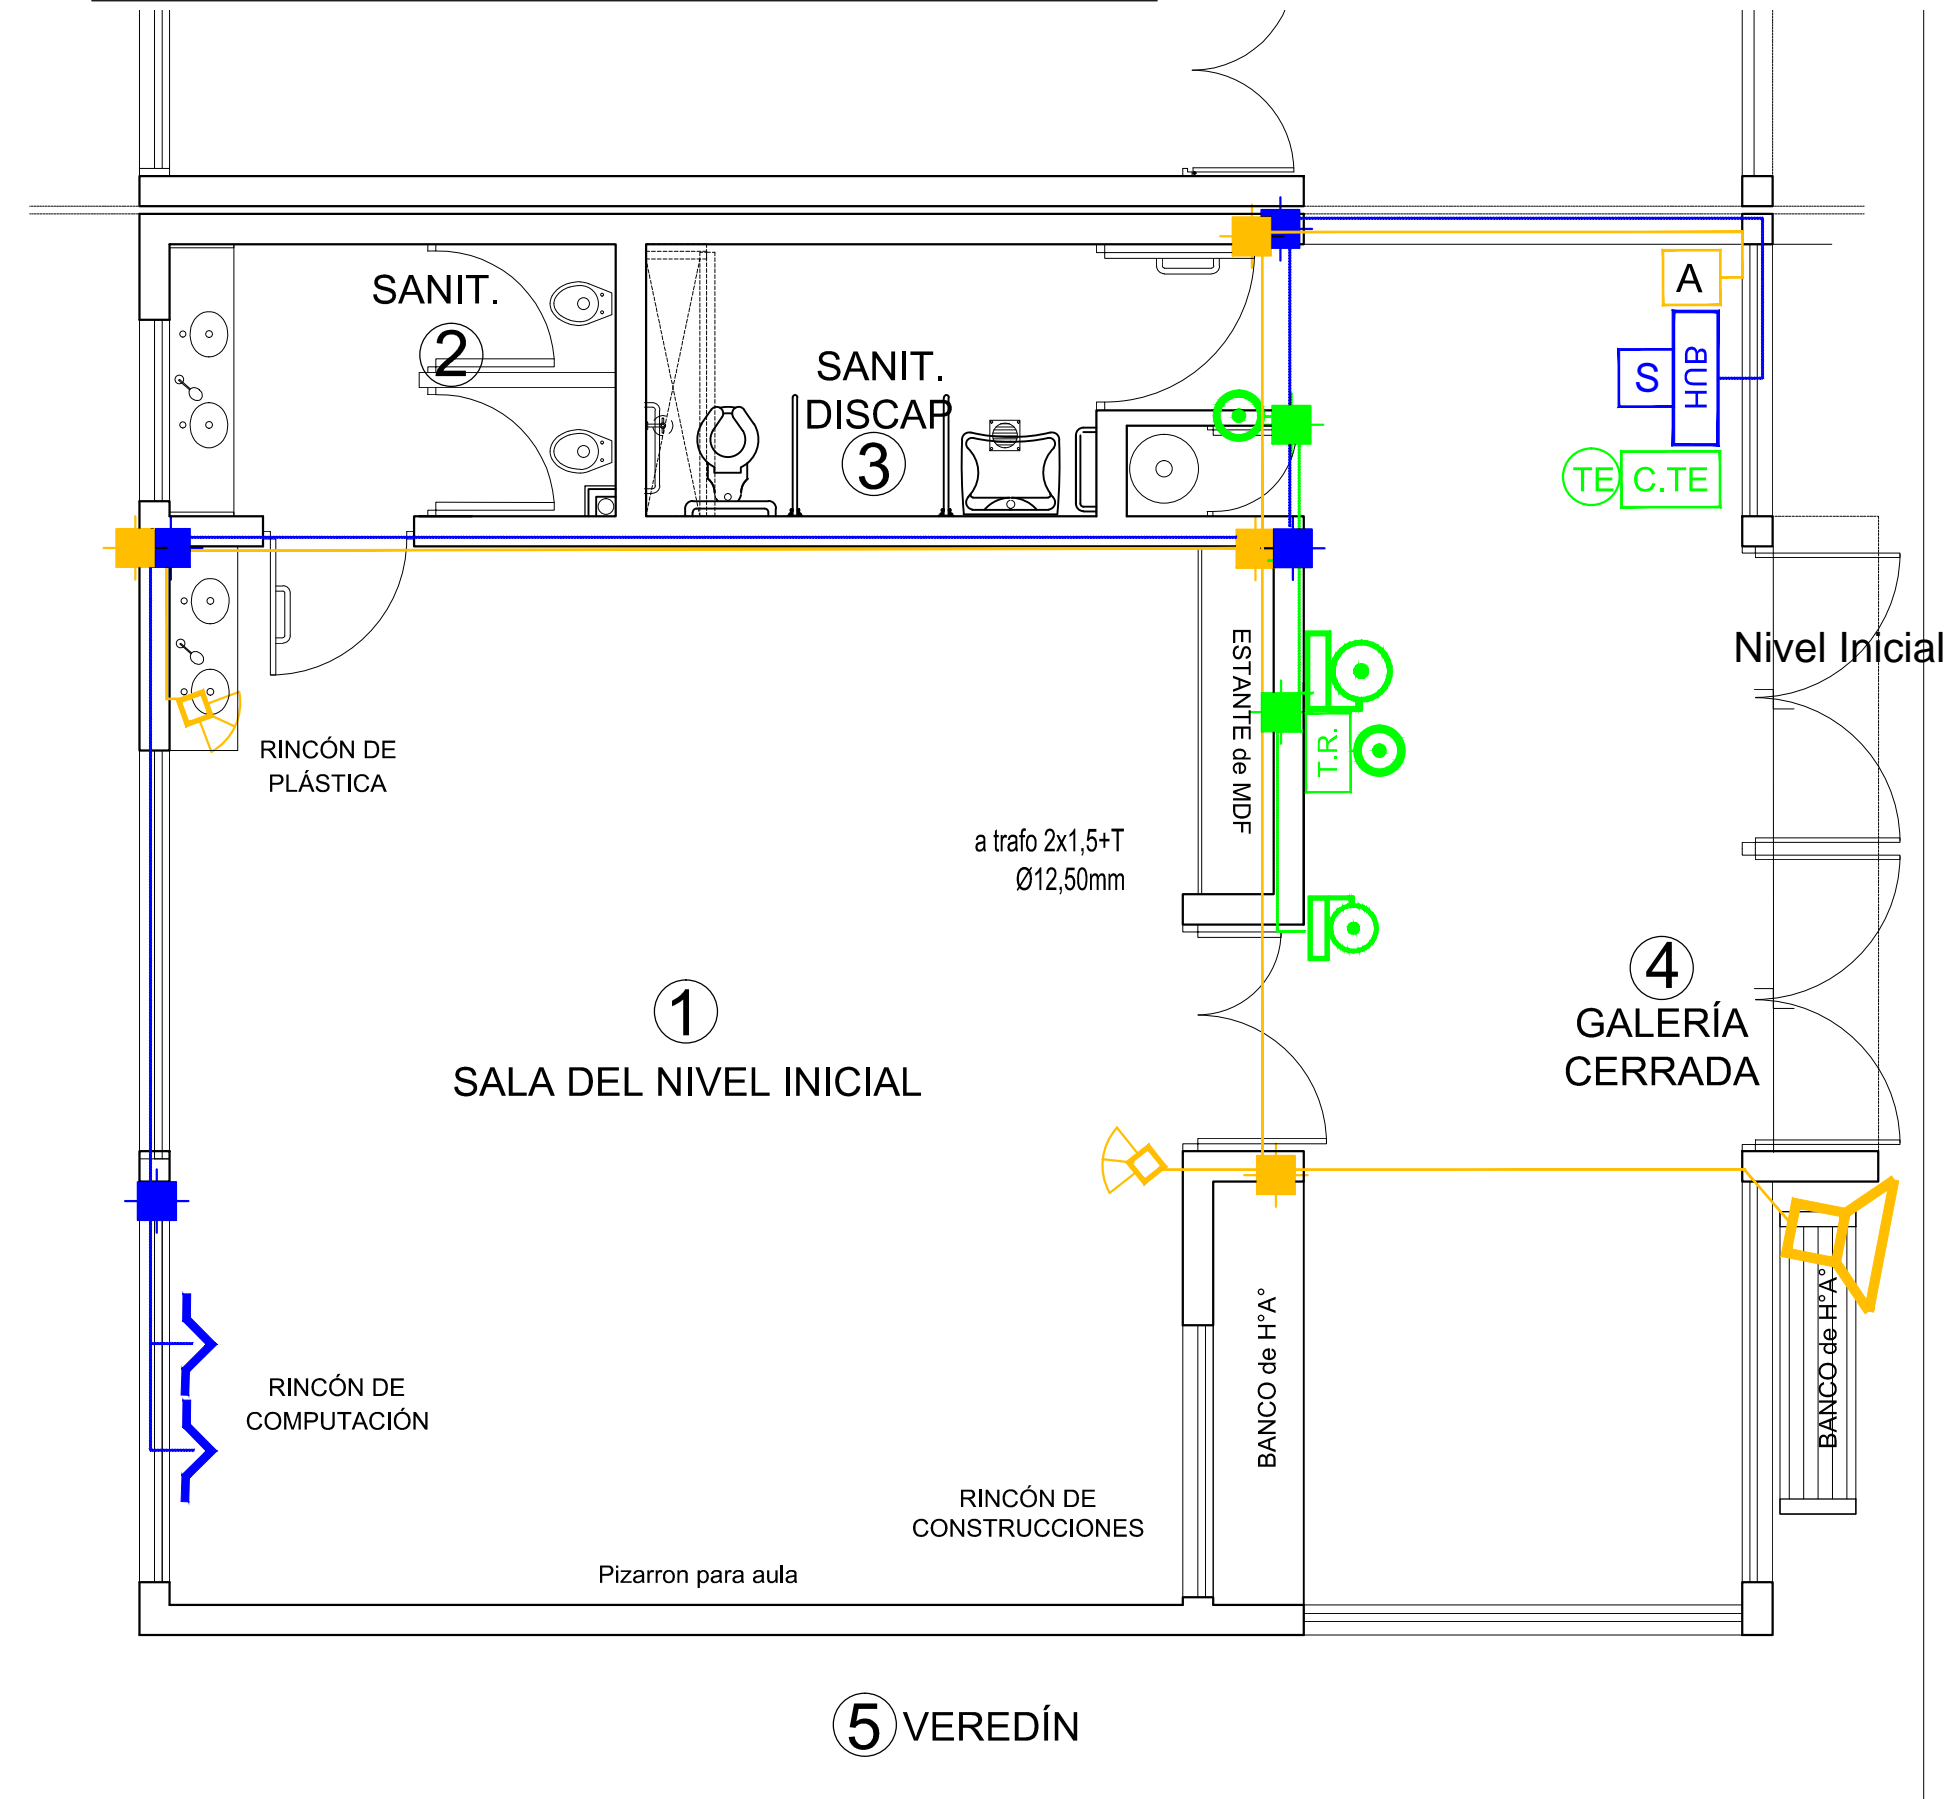 SANIT.
2
SANIT.
DISCAP
3
A
S
HUB
TE
C.TE
Nivel Inicial
ESTANTE de MDF
T.R.
RINCÓN DE
PLÁSTICA
a trafo 2x1,5+T
Ø12,50mm
1
SALA DEL NIVEL INICIAL
4
GALERÍA
CERRADA
BANCO de H°A°
BANCO de H°A°
RINCÓN DE
COMPUTACIÓN
RINCÓN DE
CONSTRUCCIONES
Pizarron para aula
5 VEREDÍN